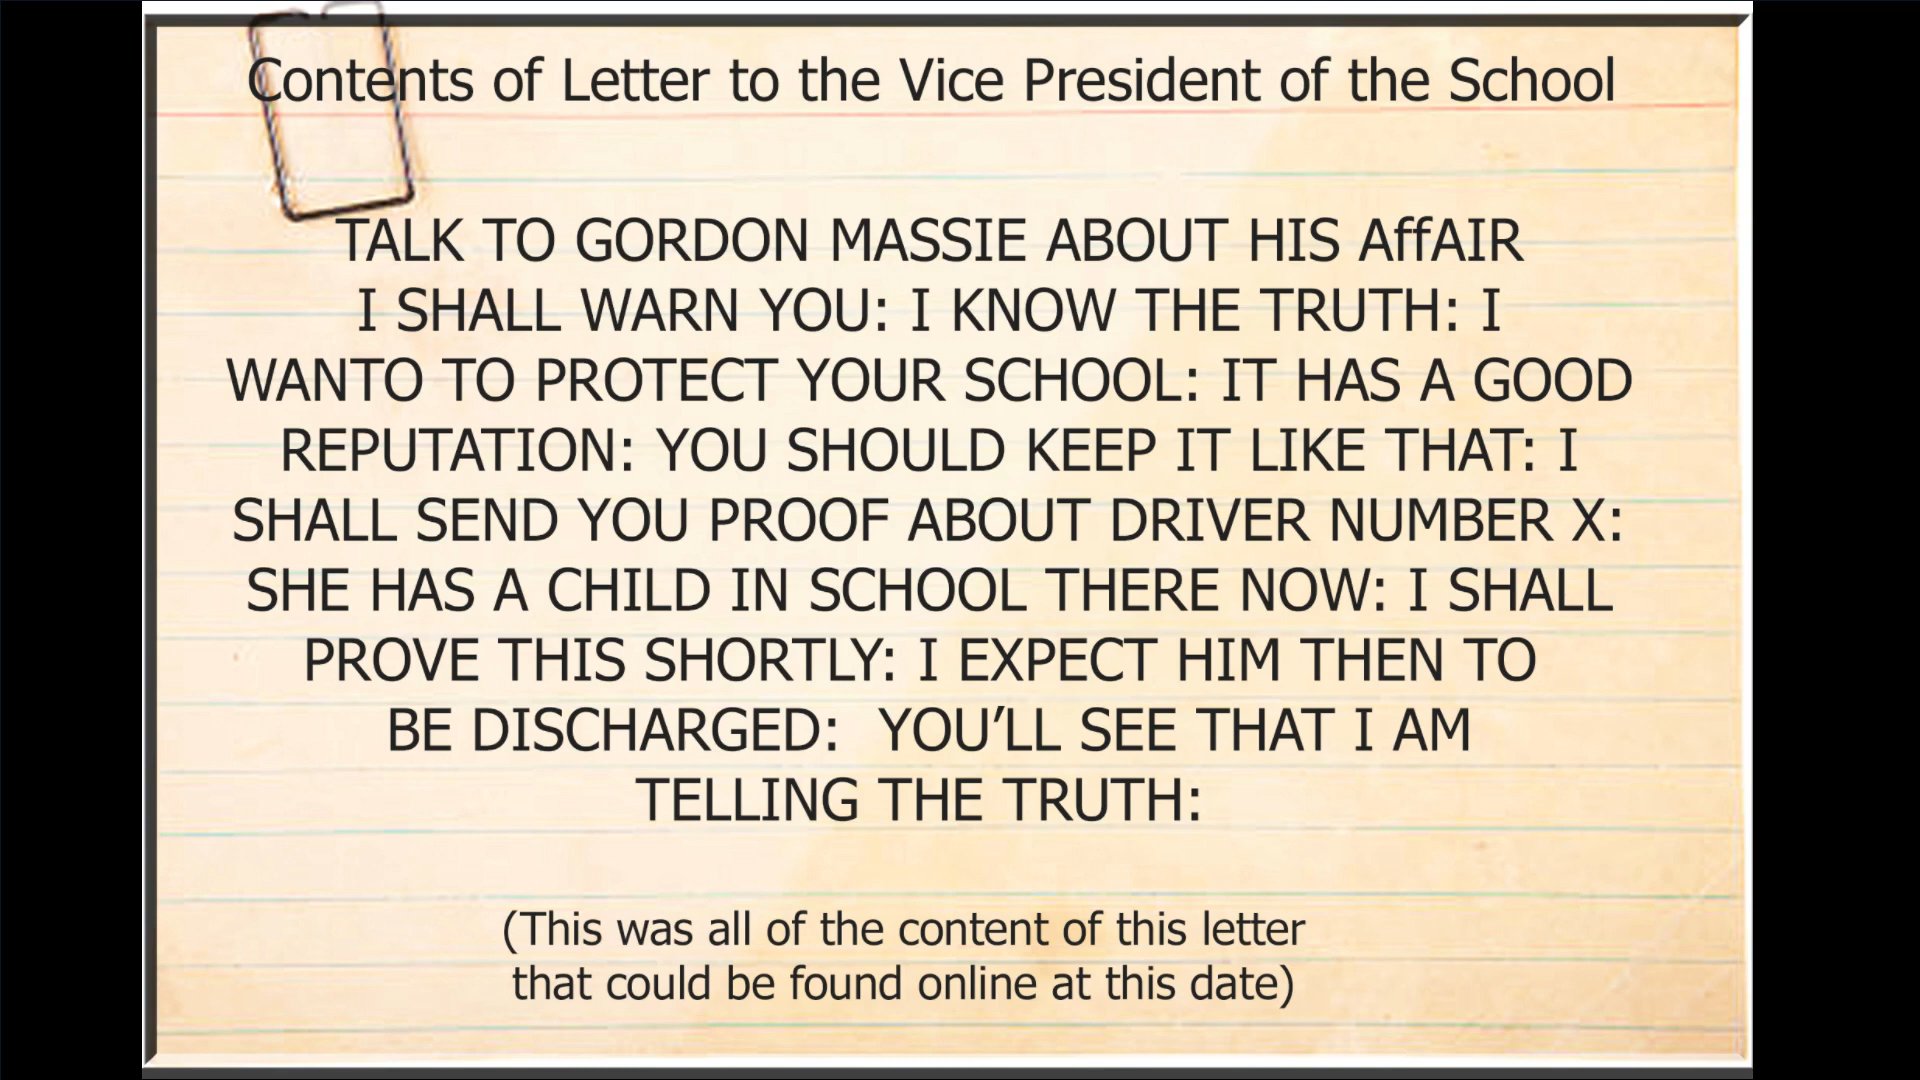 Contents of Letter to the Vice President of the School
TALK TO GORDON MASSIE ABOUT HIS AffAIR
I SHALL WARN YOU: I KNOW THE TRUTH: I
WANTO TO PROTECT YOUR SCHOOL: IT HAS A GOOD
REPUTATION: YOU SHOULD KEEP IT LIKE THAT: I
SHALL SEND YOU PROOF ABOUT DRIVER NUMBER X:
SHE HAS A CHILD IN SCHOOL THERE NOW: I SHALL
PROVE THIS SHORTLY: I EXPECT HIM THEN TO
BE DISCHARGED:  YOU’LL SEE THAT I AM
TELLING THE TRUTH:
(This was all of the content of this letter
that could be found online at this date)